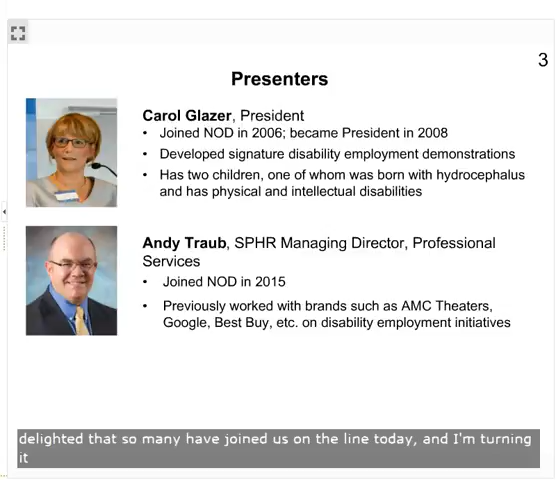 3
Presenters
Carol Glazer, President
• Joined NOD in 2006; became President in 2008
• Developed signature disability employment demonstrations
• Has two children, one of whom was born with hydrocephalus
and has physical and intellectual disabilities
Andy Traub, SPHR Managing Director, Professional
Services
• Joined NOD in 2015
• Previously worked with brands such as AMC Theaters,
Google, Best Buy, etc. on disability employment initiatives
delighted that so many have joined us on the line today, and I'm turning
it